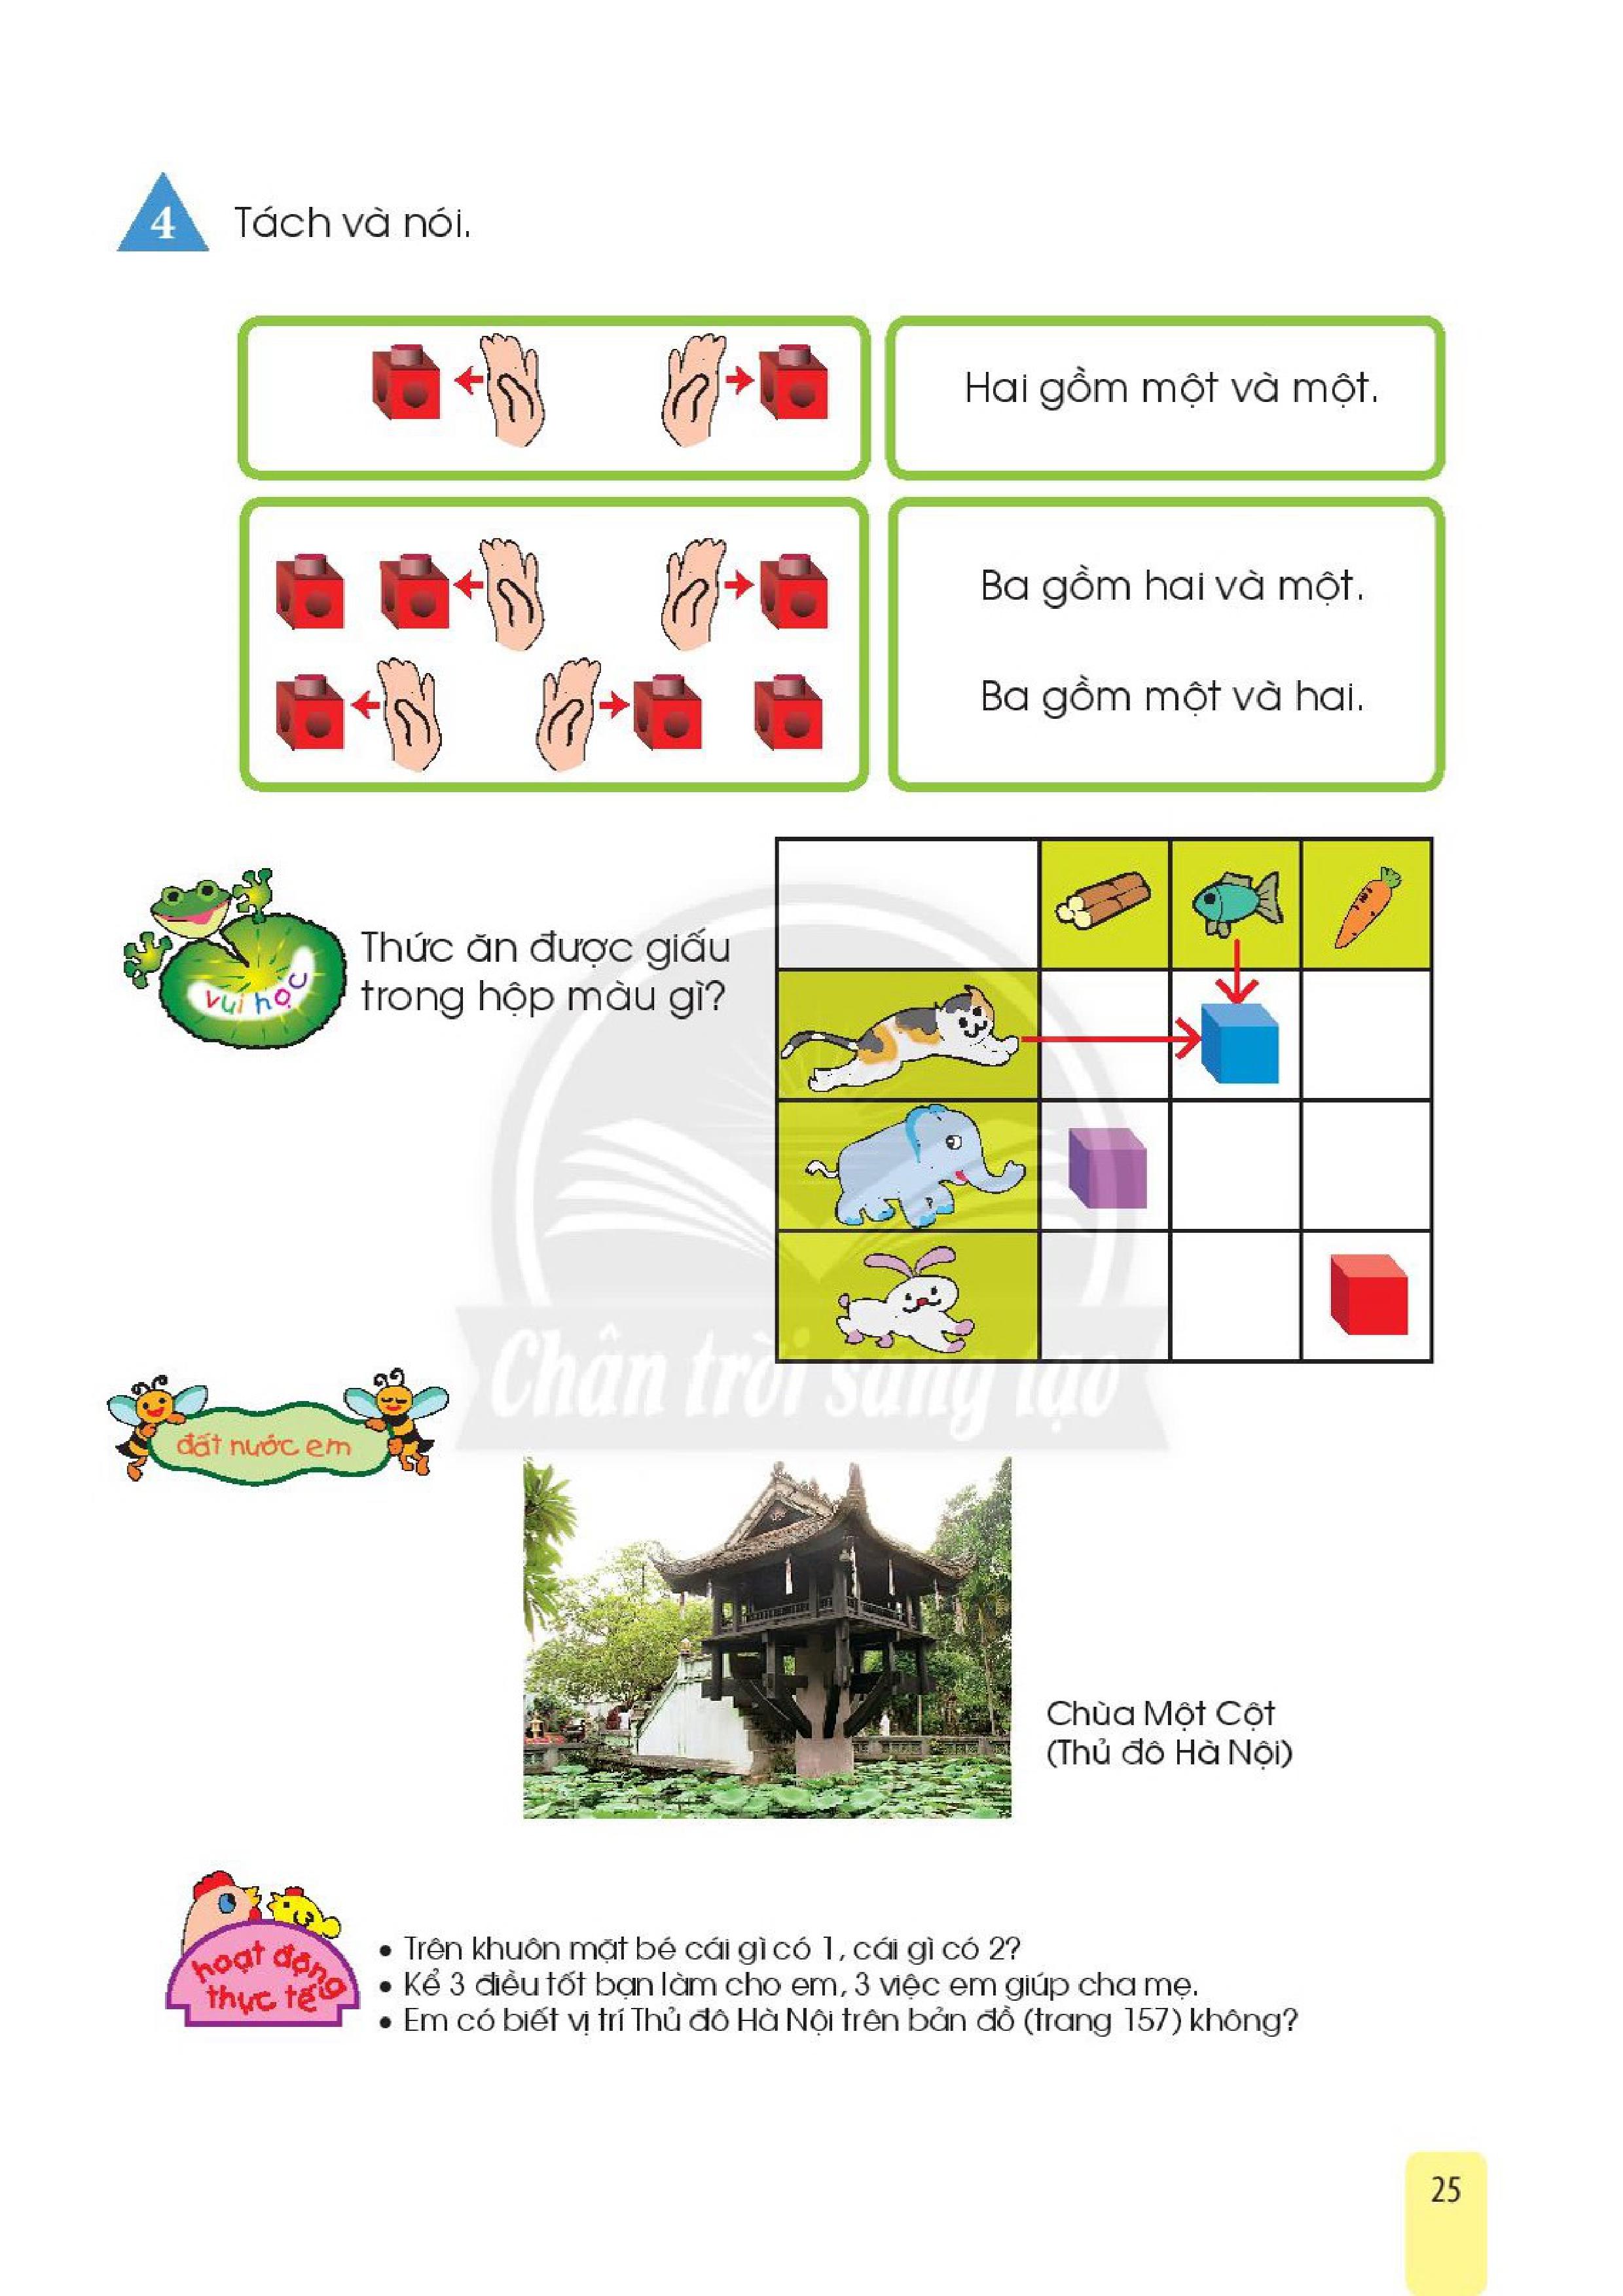 4
Tách và nói.
Hai gồm một và một.
Ba gồm hai và một.
Ba gồm một và hai.
vui học
Thức ăn được giấu
trong hộp màu gì?
Chân trời sáng tạo
đất nước em
Chùa Một Cột
(Thủ đô Hà Nội)
hoạt động
thực tế
• Trên khuôn mặt bé cái gì có 1, cái gì có 2?
• Kể 3 điều tốt bạn làm cho em, 3 việc em giúp cha mẹ.
• Em có biết vị trí Thủ đô Hà Nội trên bản đồ (trang 157) không?
25